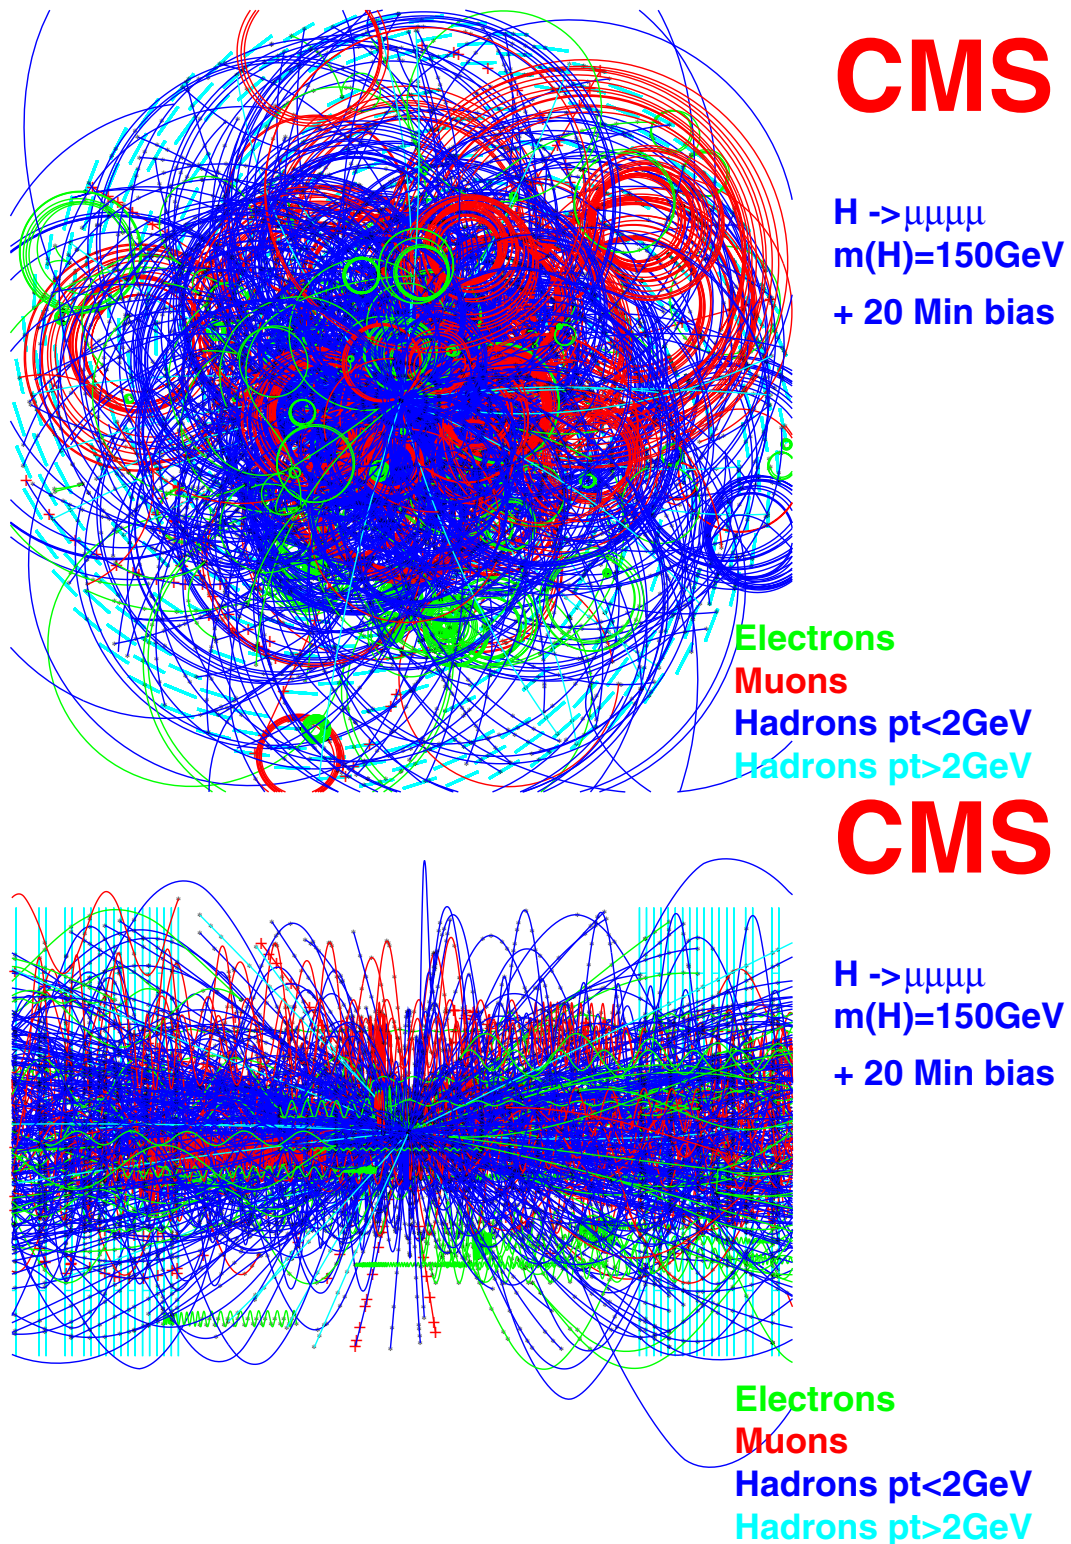 CMS
H ->μμμμ
m(H)=150GeV
+ 20 Min bias
Electrons
Muons
Hadrons pt<2GeV
Hadrons pt>2GeV
CMS
H ->μμμμ
m(H)=150GeV
+ 20 Min bias
Electrons
Muons
Hadrons pt<2GeV
Hadrons pt>2GeV